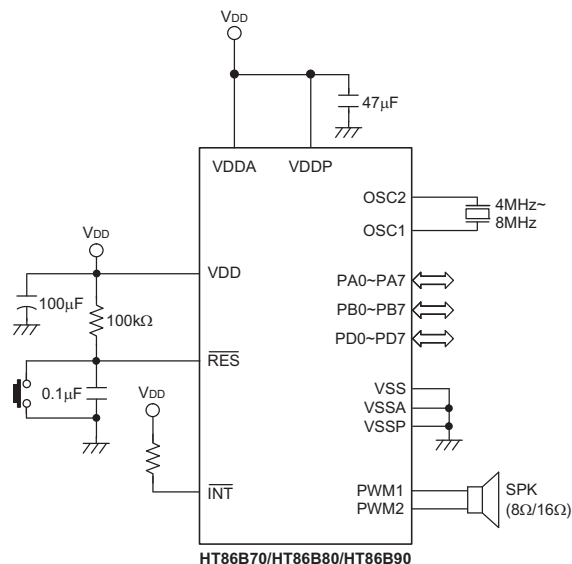 VDD
47μF
VDDA
VDDP
OSC2
4MHz~
8MHz
OSC1
VDD
VDD
PA0~PA7
100μF
100kΩ
PB0~PB7
PD0~PD7
RES
0.1μF
VDD
VSS
VSSA
VSSP
INT
PWM1
PWM2
SPK
(8Ω/16Ω)
HT86B70/HT86B80/HT86B90